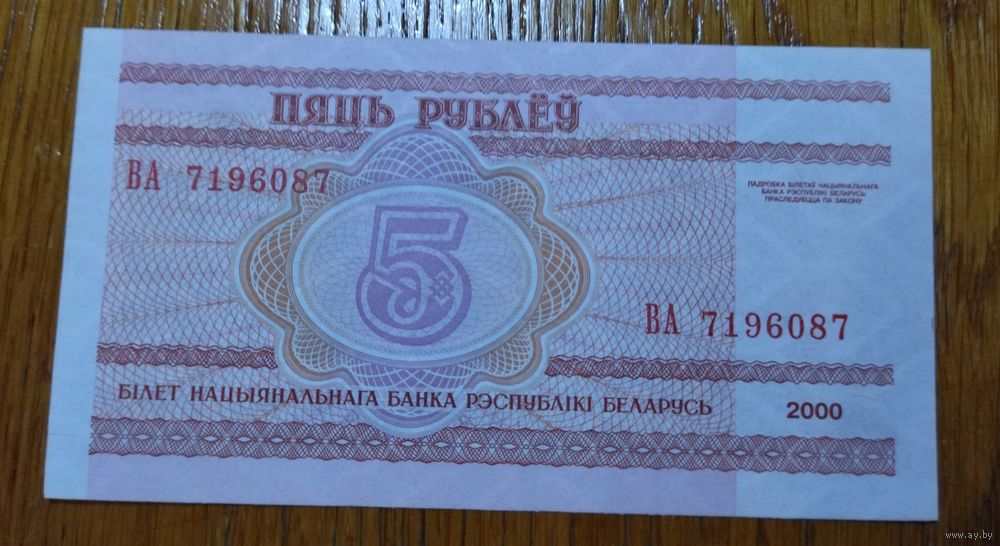 ПЯЦЬ РУБЛЁЎ
ВА 7196087
ПАДРОБКА БІЛЕТАЎ НАЦЫЯНАЛЬНАГА
БАНКА РЭСПУБЛІКІ БЕЛАРУСЬ
ПРАСЛЕДУЕЦЦА ПА ЗАКОНУ
5
ВА 7196087
БІЛЕТ НАЦЫЯНАЛЬНАГА БАНКА РЭСПУБЛІКІ БЕЛАРУСЬ
2000
www.ay.by